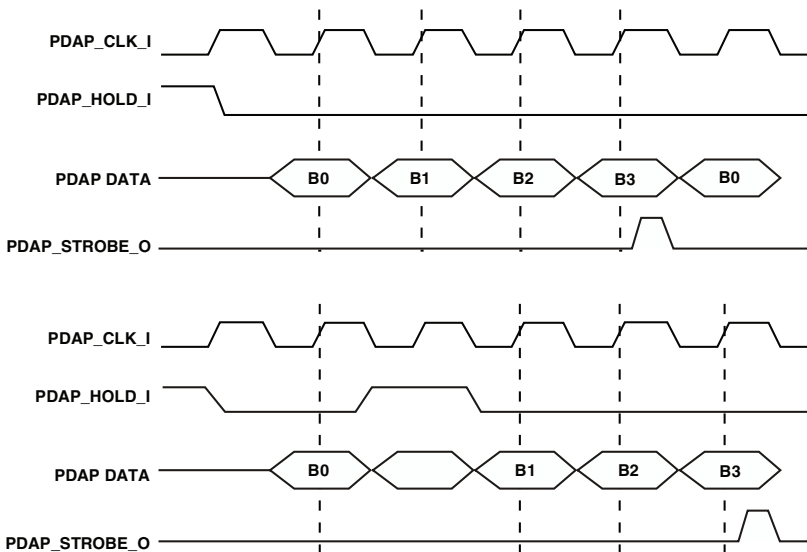 PDAP_CLK_I
PDAP_HOLD_I
PDAP DATA B0 B1 B2 B3 B0
PDAP_STROBE_O
PDAP_CLK_I
PDAP_HOLD_I
PDAP DATA B0 B1 B2 B3
PDAP_STROBE_O